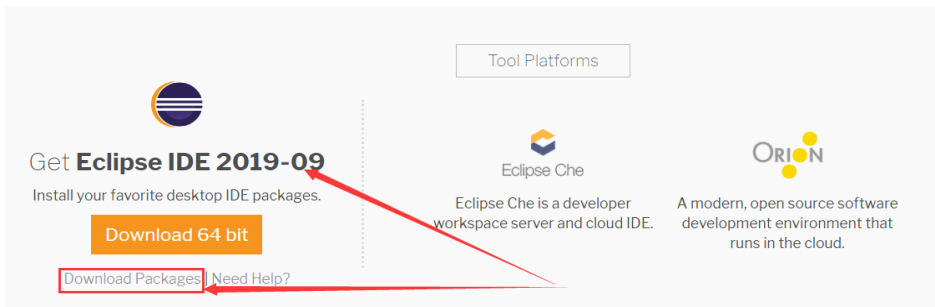 Tool Platforms
Get Eclipse IDE 2019-09
Install your favorite desktop IDE packages.
Download 64 bit
Download Packages | Need Help?
Eclipse Che
Eclipse Che is a developer
workspace server and cloud IDE.
ORION
A modern, open source software
development environment that
runs in the cloud.